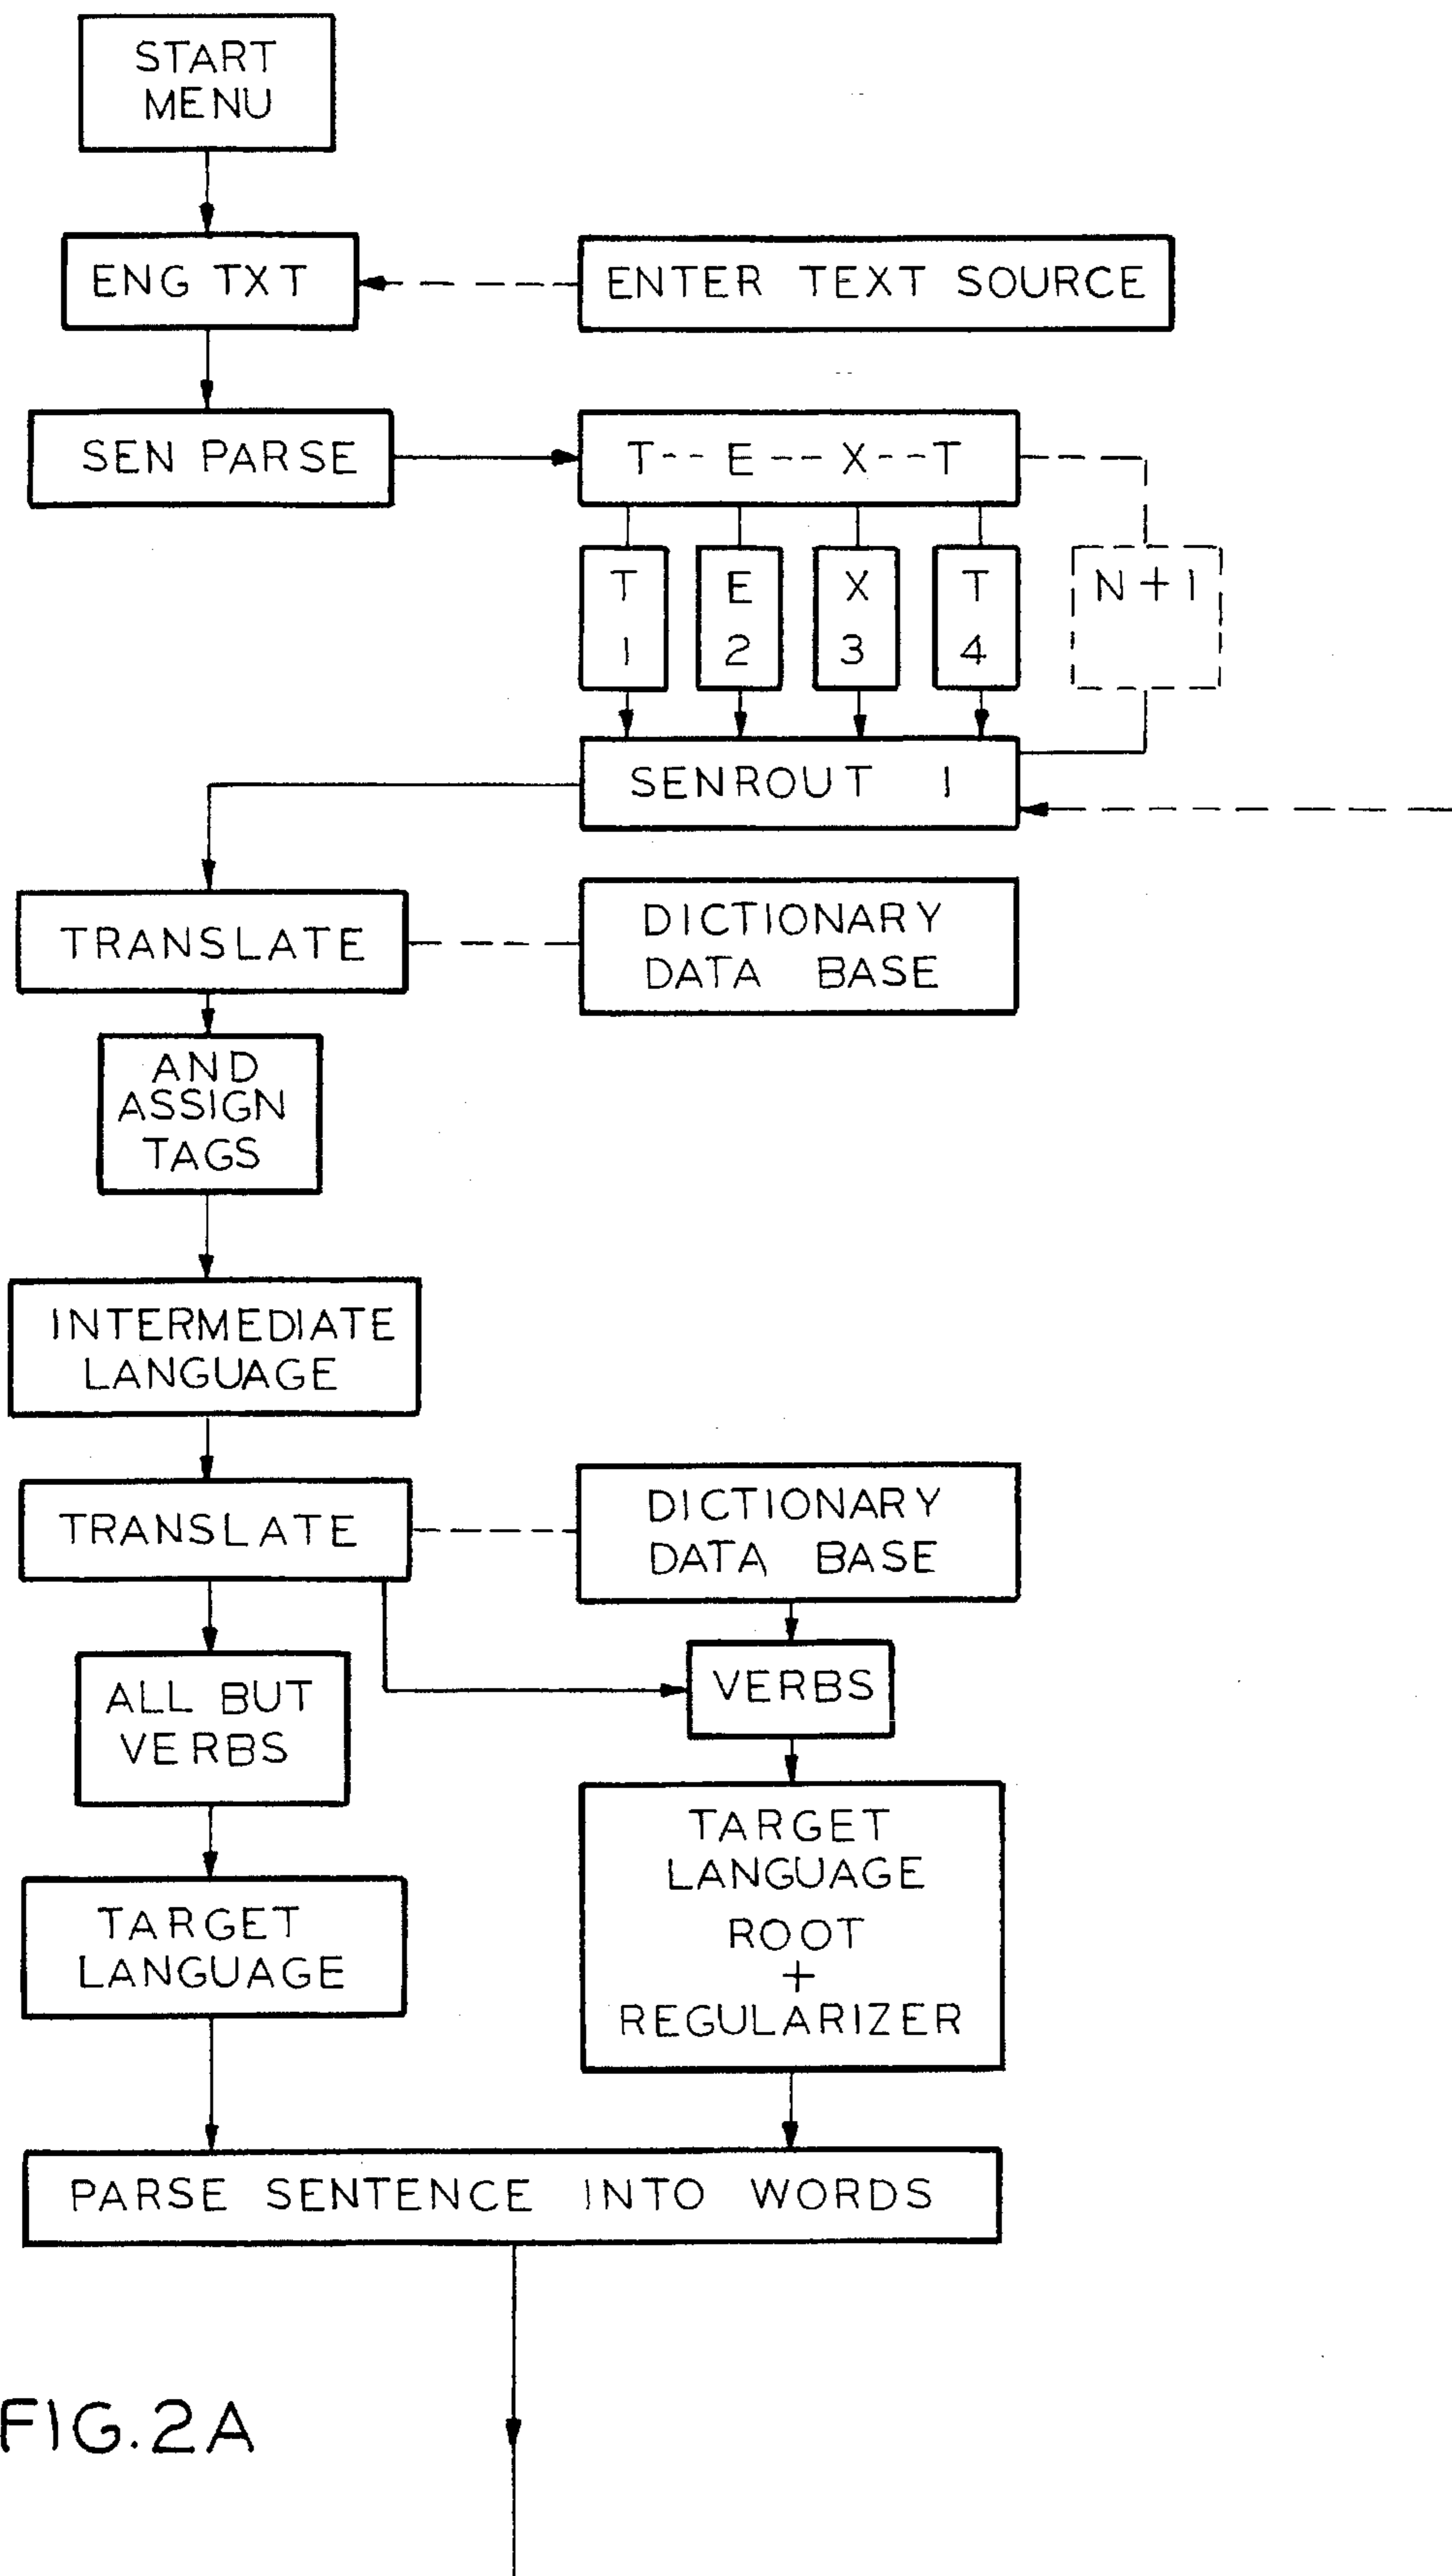 START
MENU
ENG TXT
ENTER TEXT SOURCE
SEN PARSE
T--E--X--T
T
1
E
2
X
3
T
4
N+1
SENROUT 1
TRANSLATE
DICTIONARY
DATA BASE
AND
ASSIGN
TAGS
INTERMEDIATE
LANGUAGE
TRANSLATE
DICTIONARY
DATA BASE
ALL BUT
VERBS
VERBS
TARGET
LANGUAGE
TARGET
LANGUAGE
ROOT
+
REGULARIZER
PARSE SENTENCE INTO WORDS
FIG.2A